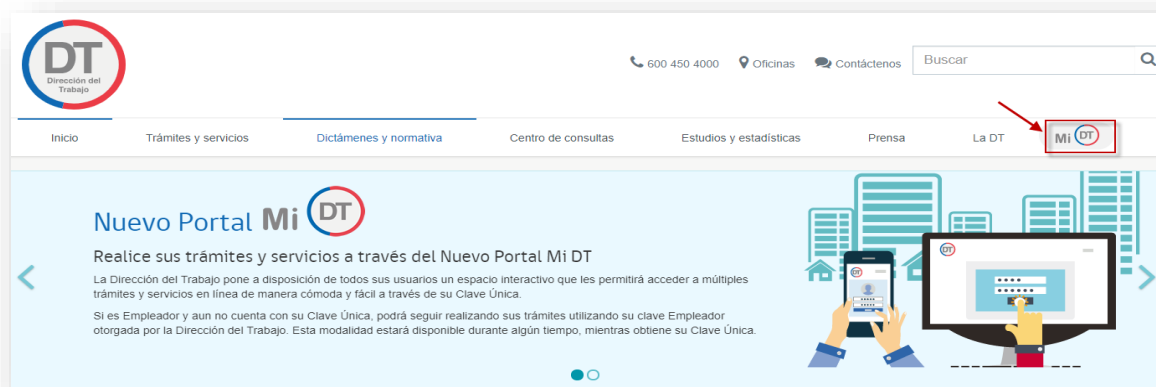 DT
Dirección del
Trabajo
600 450 4000 Oficinas Contáctenos Buscar
Inicio Trámites y servicios Dictámenes y normativa Centro de consultas Estudios y estadísticas Prensa La DT Mi DT
Nuevo Portal Mi DT
Realice sus trámites y servicios a través del Nuevo Portal Mi DT
La Dirección del Trabajo pone a disposición de todos sus usuarios un espacio interactivo que les permitirá acceder a múltiples
trámites y servicios en línea de manera cómoda y fácil a través de su Clave Única.
Si es Empleador y aun no cuenta con su Clave Única, podrá seguir realizando sus trámites utilizando su clave Empleador
otorgada por la Dirección del Trabajo. Esta modalidad estará disponible durante algún tiempo, mientras obtiene su Clave Única.
DT
DT